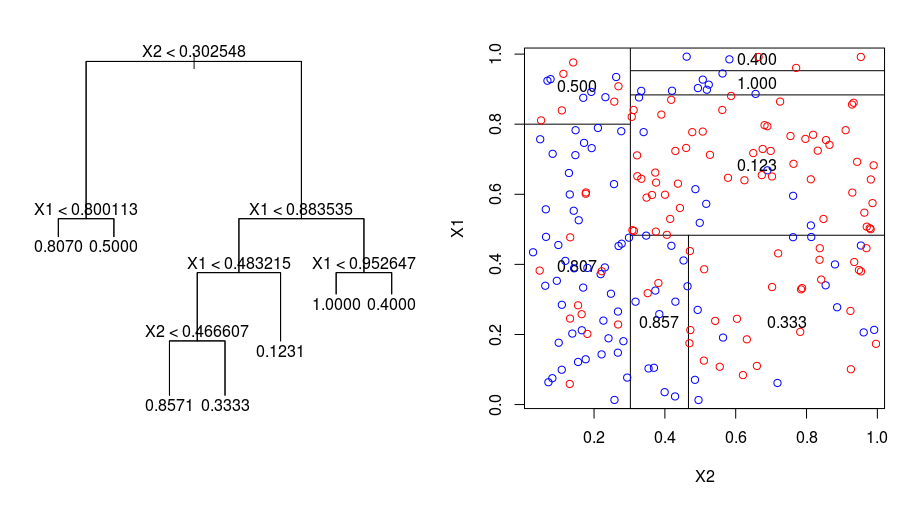 X2 < 0.302548
X1 < 0.800113
X1 < 0.883535
0.8070 0.5000
X1 < 0.483215
X1 < 0.952647
1.0000 0.4000
X2 < 0.466607
0.1231
0.8571 0.3333
1.0
0.8
0.6
0.4
0.2
0.0
X1
0.400
0.500
1.000
0.123
0.807
0.857
0.333
0.2 0.4 0.6 0.8 1.0
X2